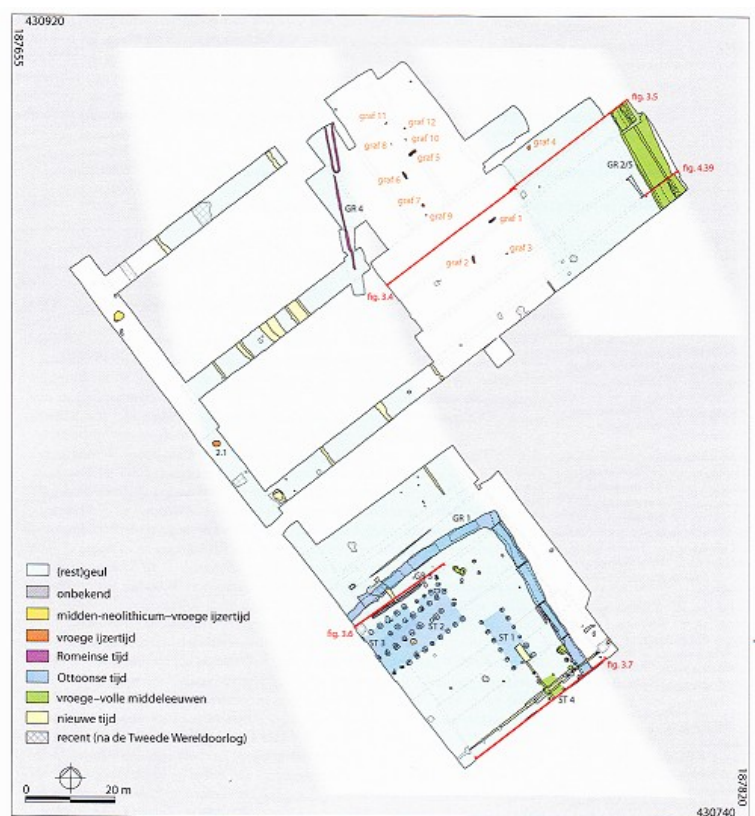 430920
187655
fig. 3.5
graf 11
graf 12
graf 8
graf 10
graf 4
graf 5
GR 2/5
fig. 4.39
graf 6
GR 4
graf 7
graf 9
graf 1
graf 2
graf 3
fig. 3.4
8
2.1
GR 1
GR 3
fig. 3.6
ST 3
ST 2
ST 1
fig. 3.7
ST 4
(rest)geul
onbekend
midden-neolithicum–vroege ijzertijd
vroege ijzertijd
Romeinse tijd
Ottoonse tijd
vroege–volle middeleeuwen
nieuwe tijd
recent (na de Tweede Wereldoorlog)
0 20 m
187820
430740